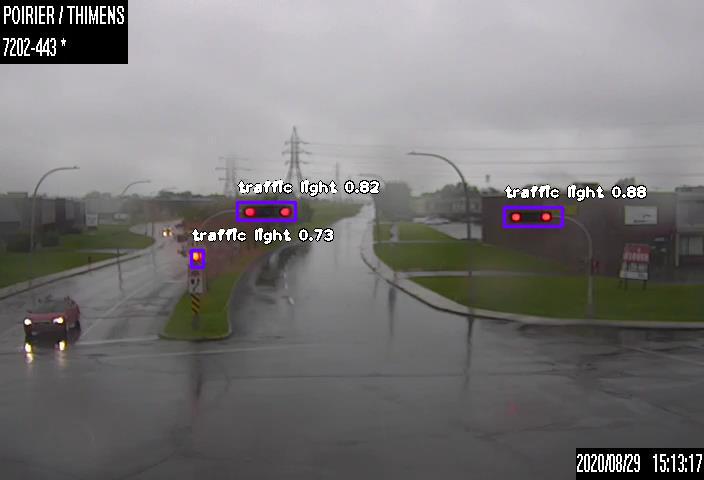 POIRIER / THIMENS
7202-443 *
traffic light 0.82
traffic light 0.88
traffic light 0.73
2020/08/29 15:13:17